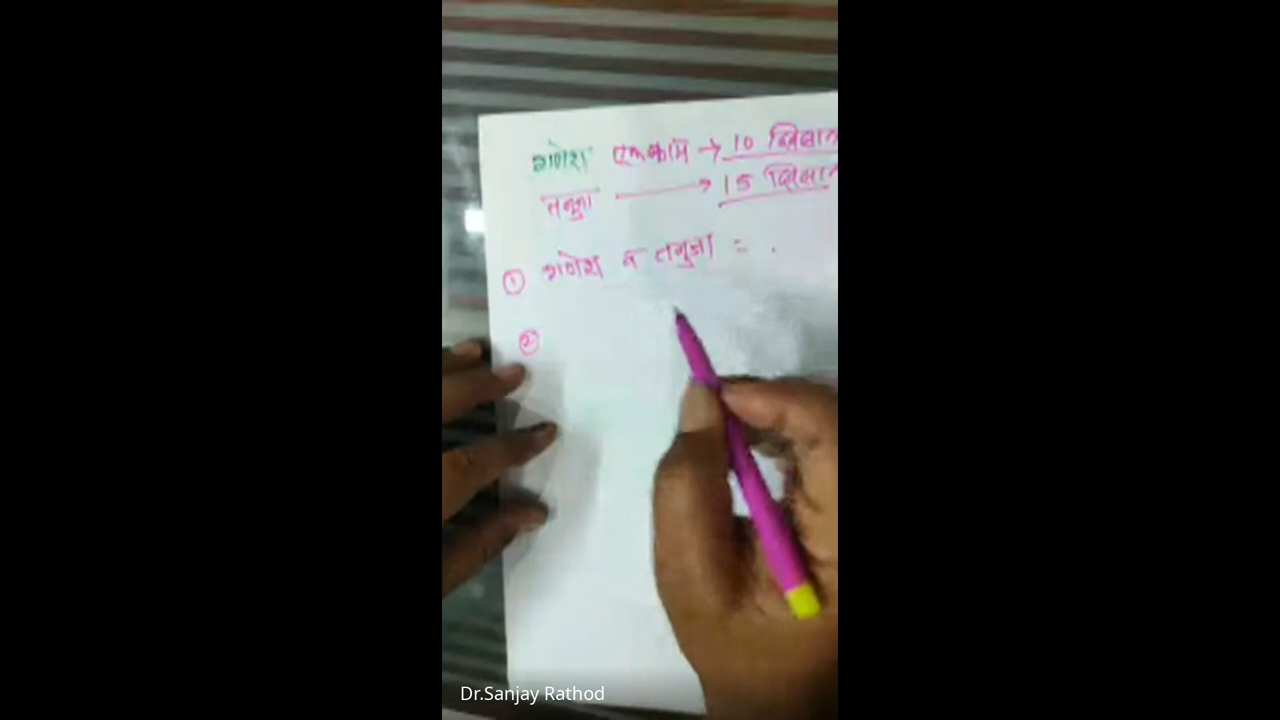 गणेश एक काम → 10 दिवसात
तनुजा → 15 दिवसात
① गणेश व तनुजा = .
②
Dr.Sanjay Rathod